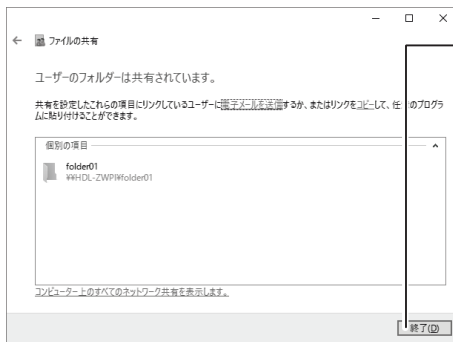 ファイルの共有
ユーザーのフォルダーは共有されています。
共有を設定したこれらの項目にリンクしているユーザーに電子メールを送信するか、またはリンクをコピーして、任 のプログラ
ムに貼り付けることができます。
個別の項目
folder01
¥¥HDL-ZWPI¥folder01
コンピューター上のすべてのネットワーク共有を表示します。
終了(D)